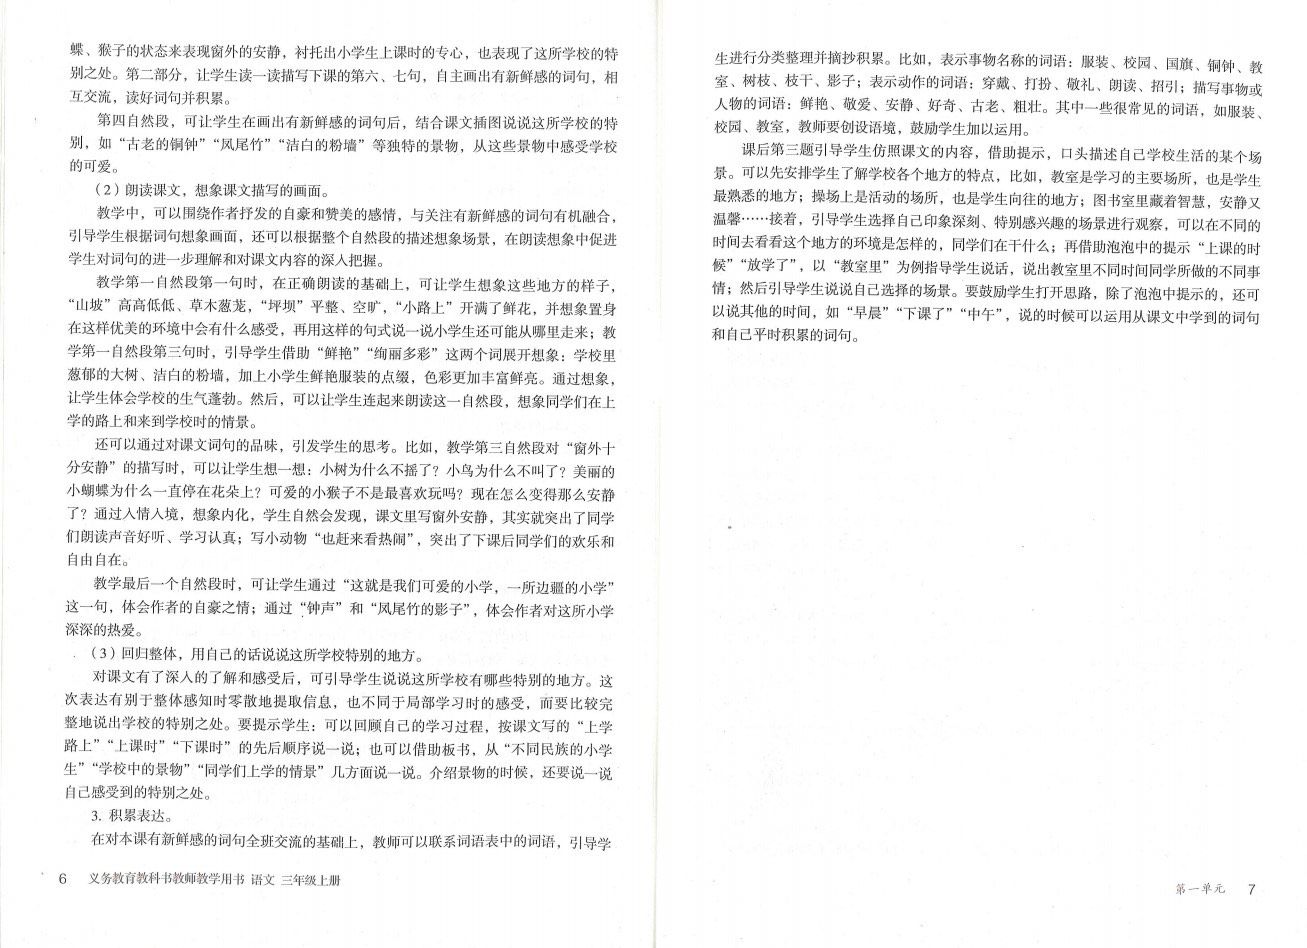 蝶、猴子的状态来表现窗外的安静，衬托出小学生上课时的专心，也表现了这所学校的特
别之处。第二部分，让学生读一读描写下课的第六、七句，自主画出有新鲜感的词句，相
互交流，读好词句并积累。
第四自然段，可让学生在画出有新鲜感的词句后，结合课文插图说说这所学校的特
别，如“古老的铜钟”“凤尾竹”“洁白的粉墙”等独特的景物，从这些景物中感受学校
的可爱。
（2）朗读课文，想象课文描写的画面。
教学中，可以围绕作者抒发的自豪和赞美的感情，与关注有新鲜感的词句有机融合，
引导学生根据词句想象画面，还可以根据整个自然段的描述想象场景，在朗读想象中促进
学生对词句的进一步理解和对课文内容的深入把握。
教学第一自然段第一句时，在正确朗读的基础上，可让学生想象这些地方的样子，
“山坡”高高低低、草木葱茏，“坪坝”平整、空旷，“小路上”开满了鲜花，并想象置身
在这样优美的环境中会有什么感受，再用这样的句式说一说小学生还可能从哪里走来；教
学第一自然段第三句时，引导学生借助“鲜艳”“绚丽多彩”这两个词展开想象：学校里
葱郁的大树、洁白的粉墙，加上小学生鲜艳服装的点缀，色彩更加丰富鲜亮。通过想象，
让学生体会学校的生气蓬勃。然后，可以让学生连起来朗读这一自然段，想象同学们在上
学的路上和来到学校时的情景。
还可以通过对课文词句的品味，引发学生的思考。比如，教学第三自然段对“窗外十
分安静”的描写时，可以让学生想一想：小树为什么不摇了？小鸟为什么不叫了？美丽的
小蝴蝶为什么一直停在花朵上？可爱的小猴子不是最喜欢玩吗？现在怎么变得那么安静
了？通过入情入境，想象内化，学生自然会发现，课文里写窗外安静，其实就突出了同学
们朗读声音好听、学习认真；写小动物“也赶来看热闹”，突出了下课后同学们的欢乐和
自由自在。
教学最后一个自然段时，可让学生通过“这就是我们可爱的小学，一所边疆的小学”
这一句，体会作者的自豪之情；通过“钟声”和“凤尾竹的影子”，体会作者对这所小学
深深的热爱。
（3）回归整体，用自己的话说说这所学校特别的地方。
对课文有了深入的了解和感受后，可引导学生说说这所学校有哪些特别的地方。这
次表达有别于整体感知时零散地提取信息，也不同于局部学习时的感受，而要比较完
整地说出学校的特别之处。要提示学生：可以回顾自己的学习过程，按课文写的“上学
路上”“上课时”“下课时”的先后顺序说一说；也可以借助板书，从“不同民族的小学
生”“学校中的景物”“同学们上学的情景”几方面说一说。介绍景物的时候，还要说一说
自己感受到的特别之处。
3. 积累表达。
在对本课有新鲜感的词句全班交流的基础上，教师可以联系词语表中的词语，引导学
6 义务教育教科书教师教学用书 语文 三年级上册
生进行分类整理并摘抄积累。比如，表示事物名称的词语：服装、校园、国旗、铜钟、教
室、树枝、枝干、影子；表示动作的词语：穿戴、打扮、敬礼、朗读、招引；描写事物或
人物的词语：鲜艳、敬爱、安静、好奇、古老、粗壮。其中一些很常见的词语，如服装、
校园、教室，教师要创设语境，鼓励学生加以运用。
课后第三题引导学生仿照课文的内容，借助提示，口头描述自己学校生活的某个场
景。可以先安排学生了解学校各个地方的特点，比如，教室是学习的主要场所，也是学生
最熟悉的地方；操场上是活动的场所，也是学生向往的地方；图书室里藏着智慧，安静又
温馨……接着，引导学生选择自己印象深刻、特别感兴趣的场景进行观察，可以在不同的
时间去看看这个地方的环境是怎样的，同学们在干什么；再借助泡泡中的提示“上课的时
候”“放学了”，以“教室里”为例指导学生说话，说出教室里不同时间同学所做的不同事
情；然后引导学生说说自己选择的场景。要鼓励学生打开思路，除了泡泡中提示的，还可
以说其他的时间，如“早晨”“下课了”“中午”，说的时候可以运用从课文中学到的词句
和自己平时积累的词句。
第一单元 7